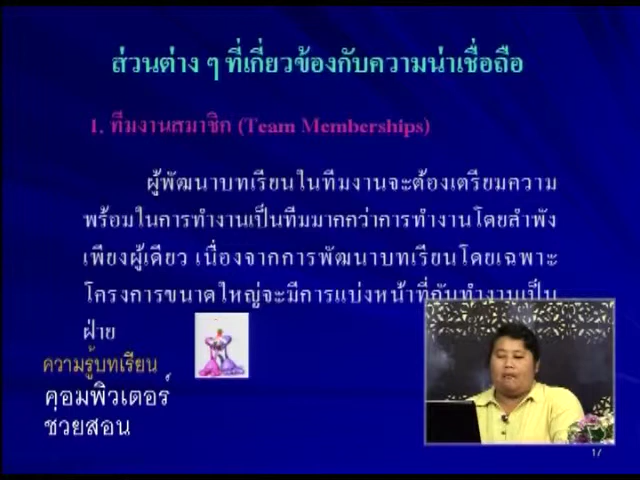 ส่วนต่าง ๆ ที่เกี่ยวข้องกับความน่าเชื่อถือ
1. ทีมงานสมาชิก (Team Memberships)
ผู้พัฒนาบทเรียนในทีมงานจะต้องเตรียมความ
พร้อมในการทำงานเป็นทีมมากกว่าการทำงานโดยลำพัง
เพียงผู้เดียว เนื่องจากการพัฒนาบทเรียนโดยเฉพาะ
โครงการขนาดใหญ่จะมีการแบ่งหน้าที่กันทำงานเป็น
ฝ่าย
ความรู้บทเรียน
คอมพิวเตอร์
ช่วยสอน
17